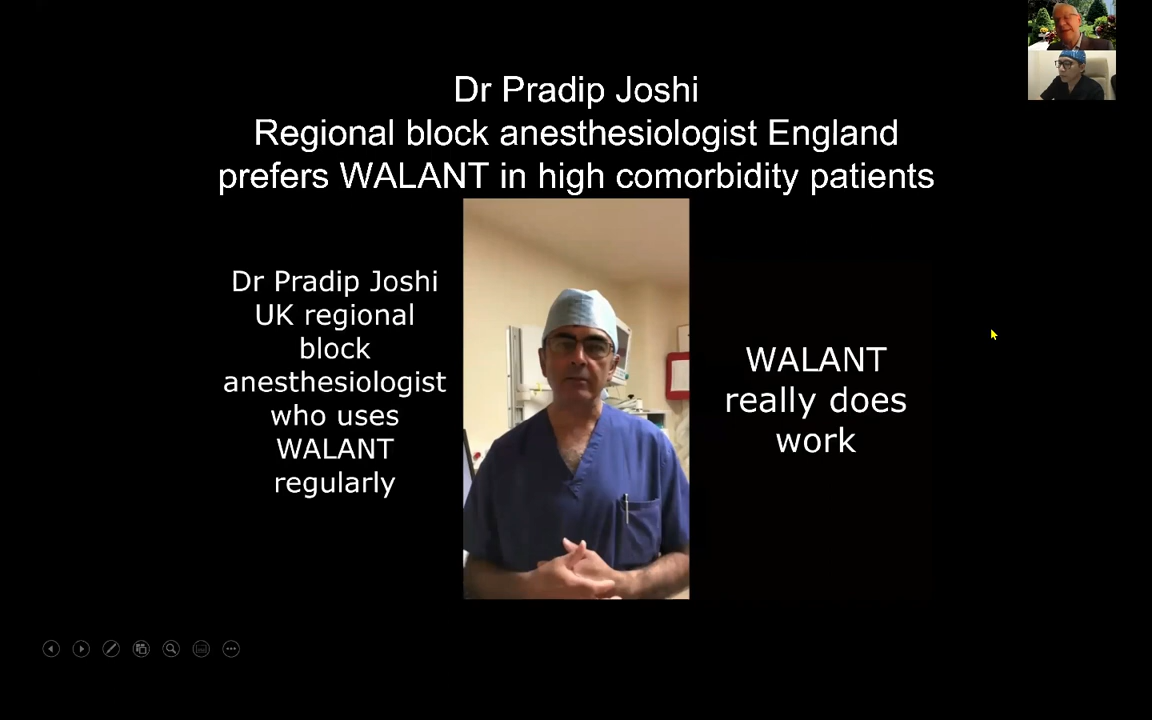 Dr Pradip Joshi
Regional block anesthesiologist England
prefers WALANT in high comorbidity patients
Dr Pradip Joshi
UK regional
block
anesthesiologist
who uses
WALANT
regularly
WALANT
really does
work